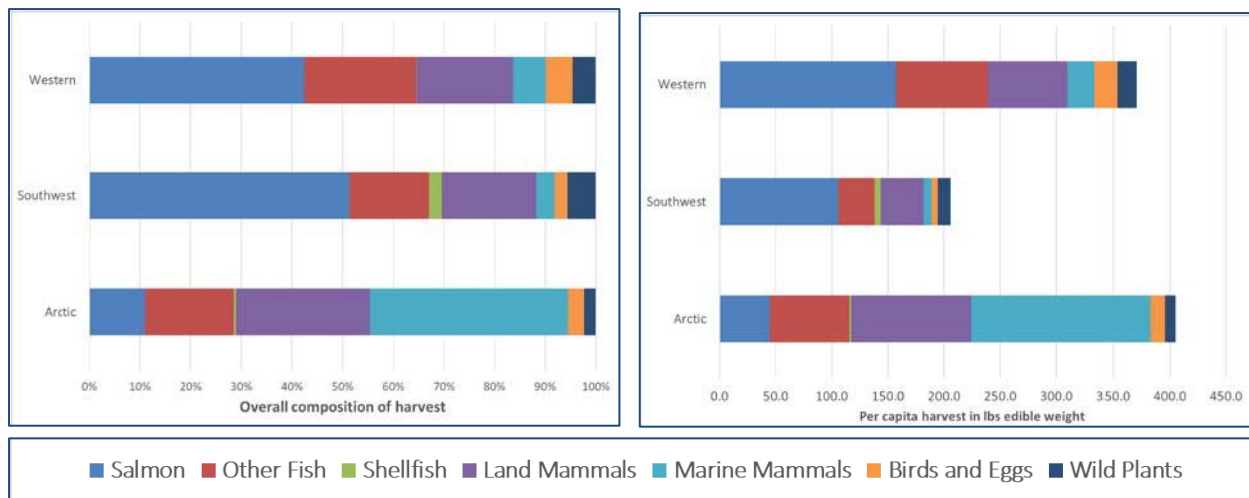 Western
Southwest
Arctic
0% 10% 20% 30% 40% 50% 60% 70% 80% 90% 100%
Overall composition of harvest
Western
Southwest
Arctic
0.0 50.0 100.0 150.0 200.0 250.0 300.0 350.0 400.0 450.0
Per capita harvest in lbs edible weight
Salmon Other Fish Shellfish Land Mammals Marine Mammals Birds and Eggs Wild Plants